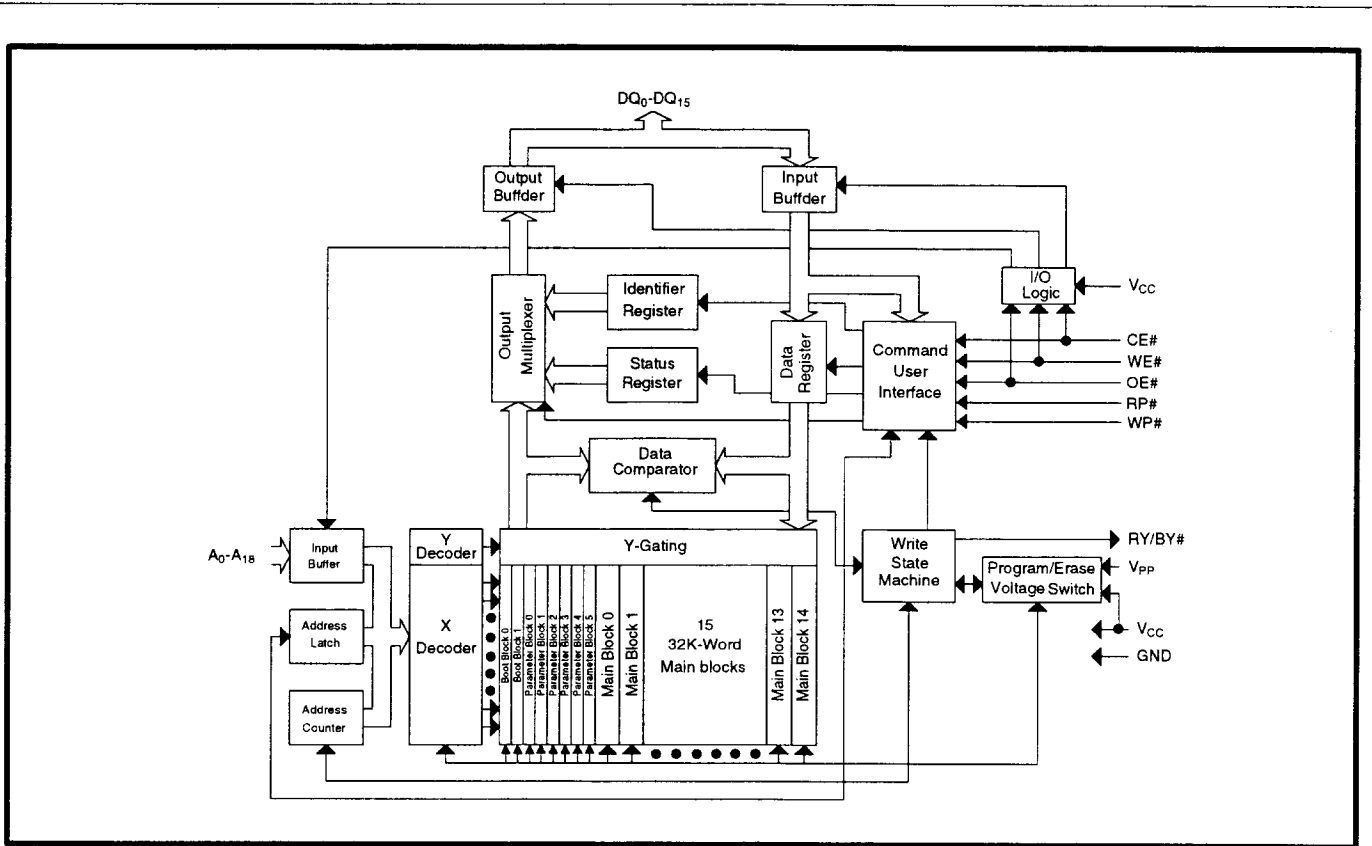 DQ0-DQ15
Output
Buffder
Input
Buffder
I/O
Logic
VCC
Output
Multiplexer
Identifier
Register
Status
Register
Data
Register
Command
User
Interface
CE#
WE#
OE#
RP#
WP#
Data
Comparator
A0-A18
Input
Buffer
Address
Latch
Address
Counter
Y
Decoder
X
Decoder
Y-Gating
Boot Block 0
Boot Block 1
Parameter Block 0
Parameter Block 1
Parameter Block 2
Parameter Block 3
Parameter Block 4
Parameter Block 5
Main Block 0
Main Block 1
15
32K-Word
Main blocks
Main Block 13
Main Block 14
Write
State
Machine
RY/BY#
Program/Erase
Voltage Switch
VPP
VCC
GND